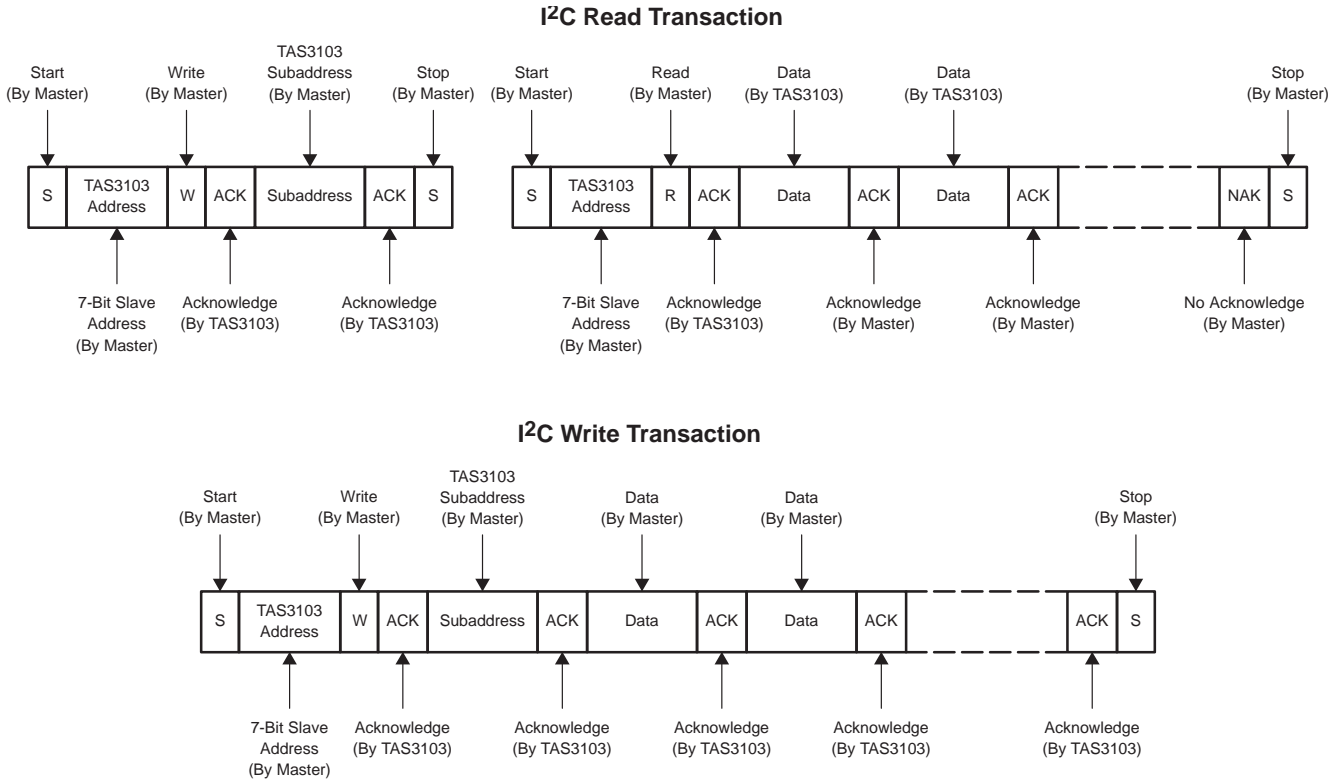 I2C Read Transaction
Start
(By Master)
Write
(By Master)
TAS3103
Subaddress
(By Master)
Stop
(By Master)
Start
(By Master)
Read
(By Master)
Data
(By TAS3103)
Data
(By TAS3103)
Stop
(By Master)
S
TAS3103
Address
W
ACK
Subaddress
ACK
S
S
TAS3103
Address
R
ACK
Data
ACK
Data
ACK
NAK
S
7-Bit Slave
Address
(By Master)
Acknowledge
(By TAS3103)
Acknowledge
(By TAS3103)
7-Bit Slave
Address
(By Master)
Acknowledge
(By TAS3103)
Acknowledge
(By Master)
Acknowledge
(By Master)
No Acknowledge
(By Master)
I2C Write Transaction
Start
(By Master)
Write
(By Master)
TAS3103
Subaddress
(By Master)
Data
(By Master)
Data
(By Master)
Stop
(By Master)
S
TAS3103
Address
W
ACK
Subaddress
ACK
Data
ACK
Data
ACK
ACK
S
7-Bit Slave
Address
(By Master)
Acknowledge
(By TAS3103)
Acknowledge
(By TAS3103)
Acknowledge
(By TAS3103)
Acknowledge
(By TAS3103)
Acknowledge
(By TAS3103)